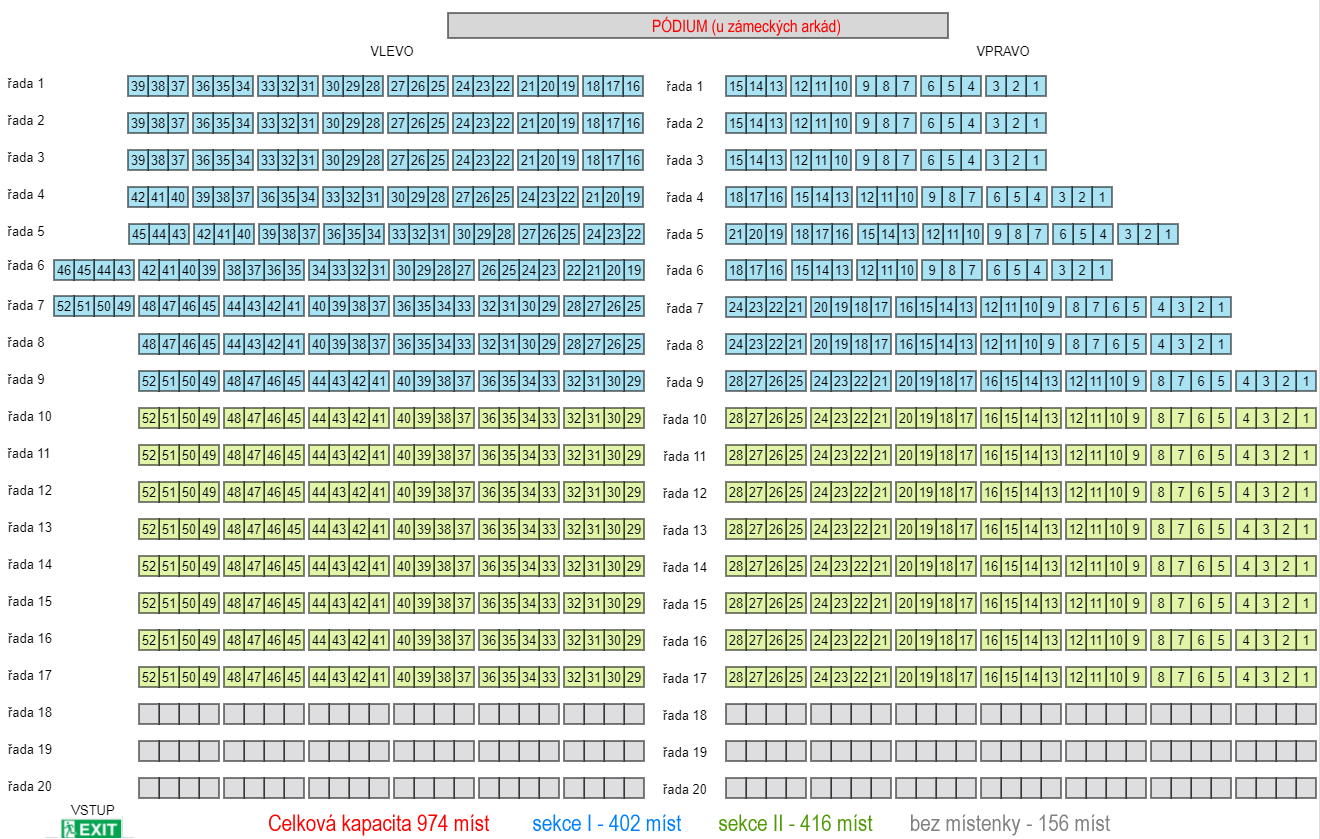 PÓDIUM (u zámeckých arkád)
VLEVO VPRAVO
řada 1 39 38 37 36 35 34 33 32 31 30 29 28 27 26 25 24 23 22 21 20 19 18 17 16 řada 1 15 14 13 12 11 10 9 8 7 6 5 4 3 2 1
řada 2 39 38 37 36 35 34 33 32 31 30 29 28 27 26 25 24 23 22 21 20 19 18 17 16 řada 2 15 14 13 12 11 10 9 8 7 6 5 4 3 2 1
řada 3 39 38 37 36 35 34 33 32 31 30 29 28 27 26 25 24 23 22 21 20 19 18 17 16 řada 3 15 14 13 12 11 10 9 8 7 6 5 4 3 2 1
řada 4 42 41 40 39 38 37 36 35 34 33 32 31 30 29 28 27 26 25 24 23 22 21 20 19 řada 4 18 17 16 15 14 13 12 11 10 9 8 7 6 5 4 3 2 1
řada 5 45 44 43 42 41 40 39 38 37 36 35 34 33 32 31 30 29 28 27 26 25 24 23 22 řada 5 21 20 19 18 17 16 15 14 13 12 11 10 9 8 7 6 5 4 3 2 1
řada 6 46 45 44 43 42 41 40 39 38 37 36 35 34 33 32 31 30 29 28 27 26 25 24 23 22 21 20 19 řada 6 18 17 16 15 14 13 12 11 10 9 8 7 6 5 4 3 2 1
řada 7 52 51 50 49 48 47 46 45 44 43 42 41 40 39 38 37 36 35 34 33 32 31 30 29 28 27 26 25 řada 7 24 23 22 21 20 19 18 17 16 15 14 13 12 11 10 9 8 7 6 5 4 3 2 1
řada 8 48 47 46 45 44 43 42 41 40 39 38 37 36 35 34 33 32 31 30 29 28 27 26 25 řada 8 24 23 22 21 20 19 18 17 16 15 14 13 12 11 10 9 8 7 6 5 4 3 2 1
řada 9 52 51 50 49 48 47 46 45 44 43 42 41 40 39 38 37 36 35 34 33 32 31 30 29 řada 9 28 27 26 25 24 23 22 21 20 19 18 17 16 15 14 13 12 11 10 9 8 7 6 5 4 3 2 1
řada 10 52 51 50 49 48 47 46 45 44 43 42 41 40 39 38 37 36 35 34 33 32 31 30 29 řada 10 28 27 26 25 24 23 22 21 20 19 18 17 16 15 14 13 12 11 10 9 8 7 6 5 4 3 2 1
řada 11 52 51 50 49 48 47 46 45 44 43 42 41 40 39 38 37 36 35 34 33 32 31 30 29 řada 11 28 27 26 25 24 23 22 21 20 19 18 17 16 15 14 13 12 11 10 9 8 7 6 5 4 3 2 1
řada 12 52 51 50 49 48 47 46 45 44 43 42 41 40 39 38 37 36 35 34 33 32 31 30 29 řada 12 28 27 26 25 24 23 22 21 20 19 18 17 16 15 14 13 12 11 10 9 8 7 6 5 4 3 2 1
řada 13 52 51 50 49 48 47 46 45 44 43 42 41 40 39 38 37 36 35 34 33 32 31 30 29 řada 13 28 27 26 25 24 23 22 21 20 19 18 17 16 15 14 13 12 11 10 9 8 7 6 5 4 3 2 1
řada 14 52 51 50 49 48 47 46 45 44 43 42 41 40 39 38 37 36 35 34 33 32 31 30 29 řada 14 28 27 26 25 24 23 22 21 20 19 18 17 16 15 14 13 12 11 10 9 8 7 6 5 4 3 2 1
řada 15 52 51 50 49 48 47 46 45 44 43 42 41 40 39 38 37 36 35 34 33 32 31 30 29 řada 15 28 27 26 25 24 23 22 21 20 19 18 17 16 15 14 13 12 11 10 9 8 7 6 5 4 3 2 1
řada 16 52 51 50 49 48 47 46 45 44 43 42 41 40 39 38 37 36 35 34 33 32 31 30 29 řada 16 28 27 26 25 24 23 22 21 20 19 18 17 16 15 14 13 12 11 10 9 8 7 6 5 4 3 2 1
řada 17 52 51 50 49 48 47 46 45 44 43 42 41 40 39 38 37 36 35 34 33 32 31 30 29 řada 17 28 27 26 25 24 23 22 21 20 19 18 17 16 15 14 13 12 11 10 9 8 7 6 5 4 3 2 1
řada 18 řada 18
řada 19 řada 19
řada 20 řada 20
VSTUP
EXIT
Celková kapacita 974 míst sekce I - 402 míst sekce II - 416 míst bez místenky - 156 míst